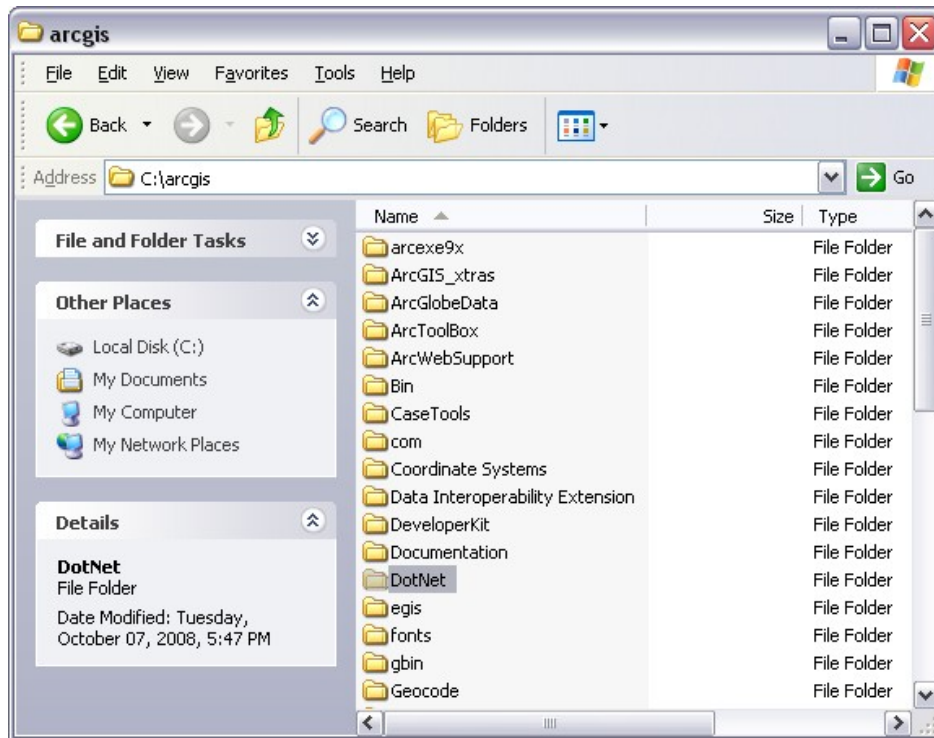 arcgis
File Edit View Favorites Tools Help
Back Search Folders
Address C:\arcgis Go
File and Folder Tasks
Other Places
Local Disk (C:)
My Documents
My Computer
My Network Places
Details
DotNet
File Folder
Date Modified: Tuesday,
October 07, 2008, 5:47 PM
Name Size Type
arcexe9x File Folder
ArcGIS_xtras File Folder
ArcGlobeData File Folder
ArcToolBox File Folder
ArcWebSupport File Folder
Bin File Folder
CaseTools File Folder
com File Folder
Coordinate Systems File Folder
Data Interoperability Extension File Folder
DeveloperKit File Folder
Documentation File Folder
DotNet File Folder
egis File Folder
fonts File Folder
gbin File Folder
Geocode File Folder